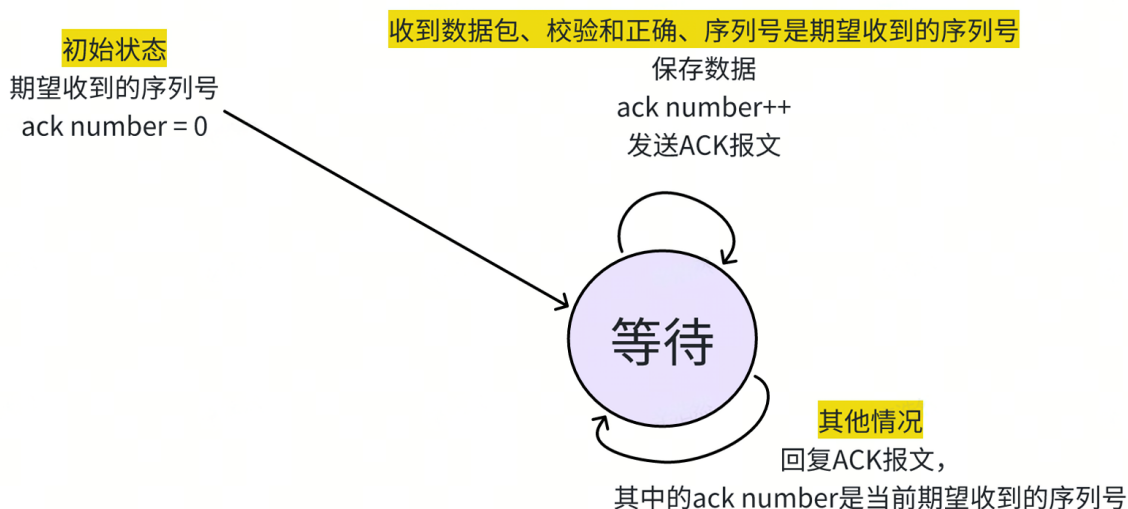 初始状态
期望收到的序列号
ack number = 0
收到数据包、校验和正确、序列号是期望收到的序列号
保存数据
ack number++
发送ACK报文
等待
其他情况
回复ACK报文，
其中的ack number是当前期望收到的序列号